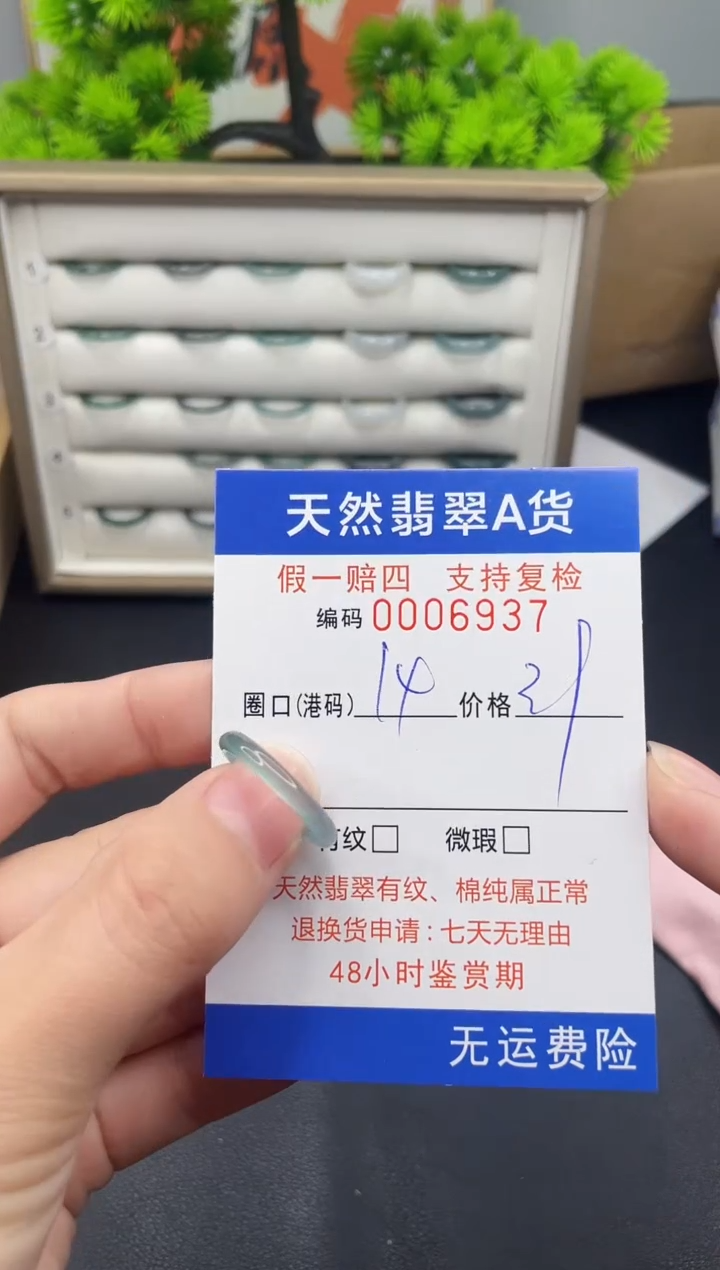 天然翡翠A货
假一赔四 支持复检
编码 0006937
圈口(港码) 14 价格
纹□ 微瑕□
天然翡翠有纹、棉纯属正常
退换货申请:七天无理由
48小时鉴赏期
无运费险